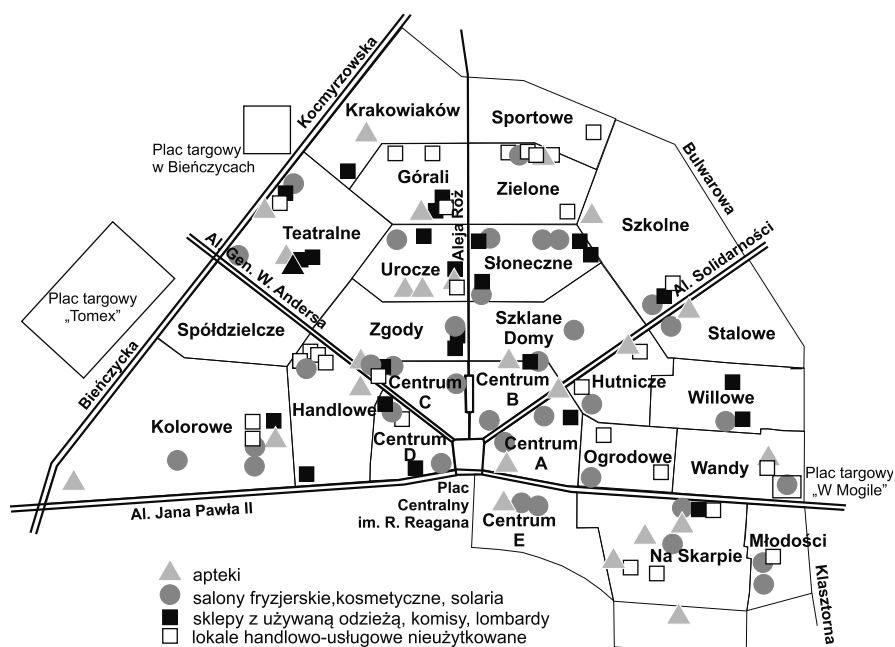 Kocmyrzowska
Krakowiaków
Sportowe
Plac targowy
w Bieńczycach
Bulwarowa
Górali
Zielone
Aleja Róż
Teatralne
Szkolne
Al. Gen. W. Andersa
Urocze
Słoneczne
Al. Solidarności
Plac targowy
„Tomex”
Spółdzielcze
Zgody
Szklane
Domy
Stalowe
Bieńczycka
Handlowe
Centrum
C
Centrum
B
Hutnicze
Willowe
Kolorowe
Centrum
D
Centrum
A
Ogrodowe
Wandy
Plac targowy
„W Mogile”
Al. Jana Pawła II
Plac
Centralny
im. R. Reagana
Centrum
E
Na Skarpie
Młodości
Klasztorna
apteki
salony fryzjerskie,kosmetyczne, solaria
sklepy z używaną odzieżą, komisy, lombardy
lokale handlowo-usługowe nieużytkowane